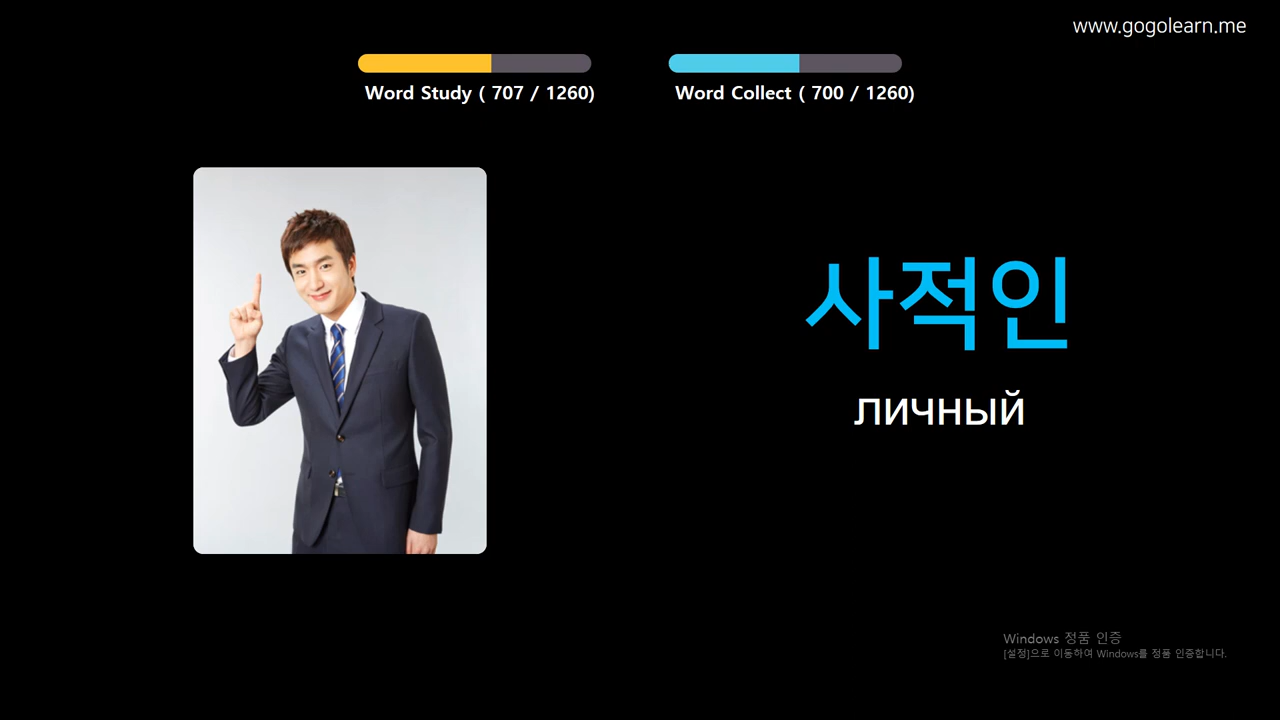 www.gogolearn.me
Word Study ( 707 / 1260)
Word Collect ( 700 / 1260)
사적인
личный
Windows 정품 인증
[설정]으로 이동하여 Windows를 정품 인증합니다.